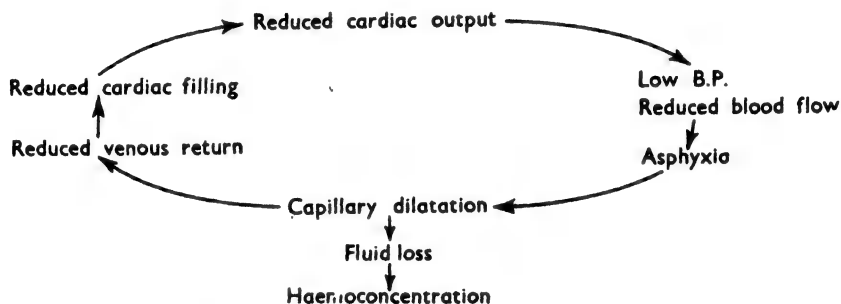 Reduced cardiac output
Low B.P.
Reduced cardiac filling
Reduced blood flow
Reduced venous return
Asphyxia
Capillary dilatation
Fluid loss
Haemoconcentration